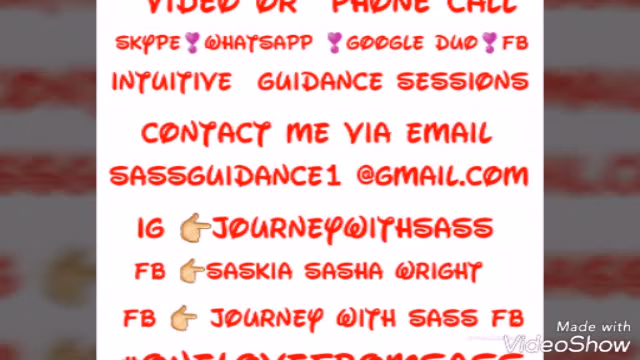 VIDEO OR PHONE CALL
SKYPE❣WHATSAPP ❣GOOGLE DUO❣FB
INTUITIVE GUIDANCE SESSIONS
CONTACT ME VIA EMAIL
SASSGUIDANCE1 @GMAIL.COM
IG 👉🏼JOURNEYWITHSASS
FB 👉🏼SASKIA SASHA WRIGHT
FB 👉🏼 JOURNEY WITH SASS FB
#ONELOVEFROMSASS
Made with
VideoShow